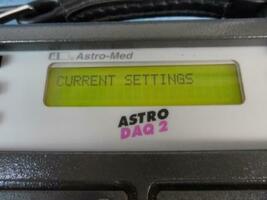 Astro-Med
CURRENT SETTINGS
ASTRO
DAQ 2